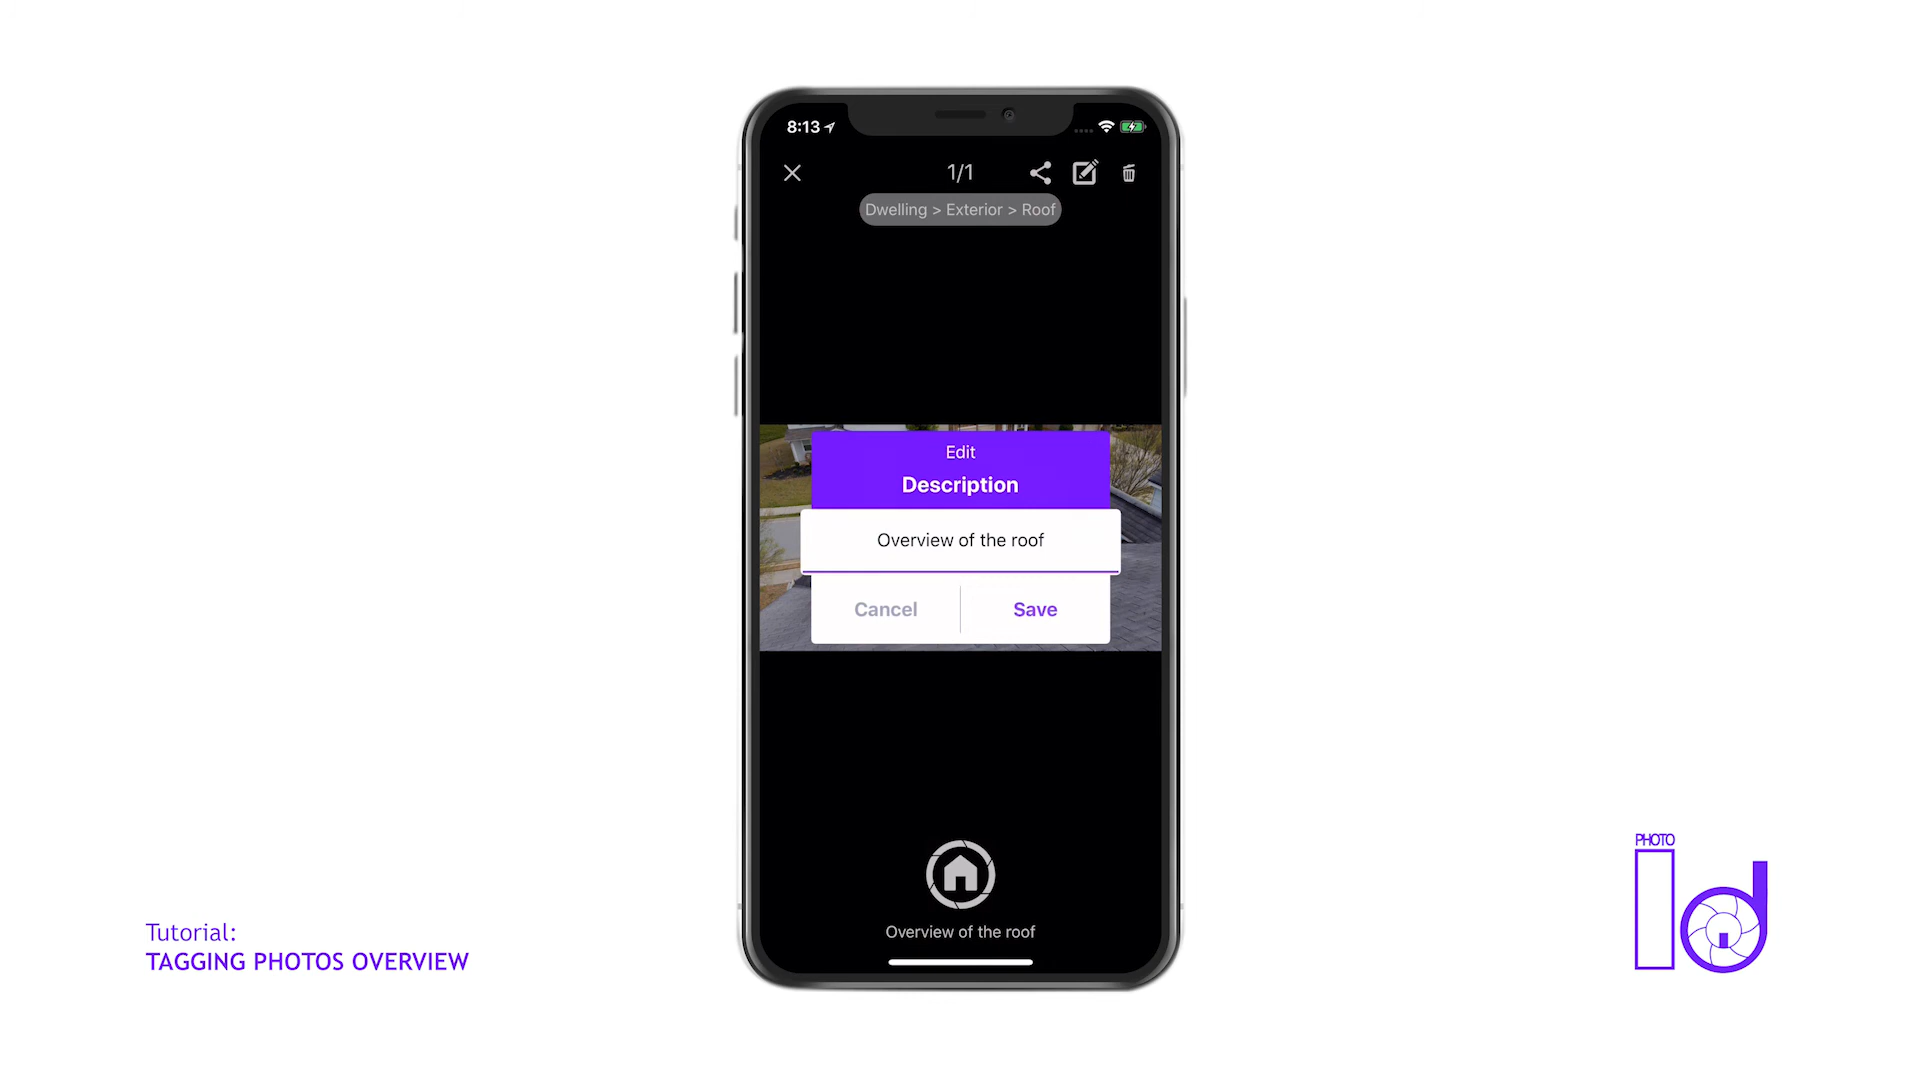 8:13
1/1
Dwelling > Exterior > Roof
Edit
Description
Overview of the roof
Cancel
Save
Overview of the roof
Tutorial:
TAGGING PHOTOS OVERVIEW
PHOTO
Id